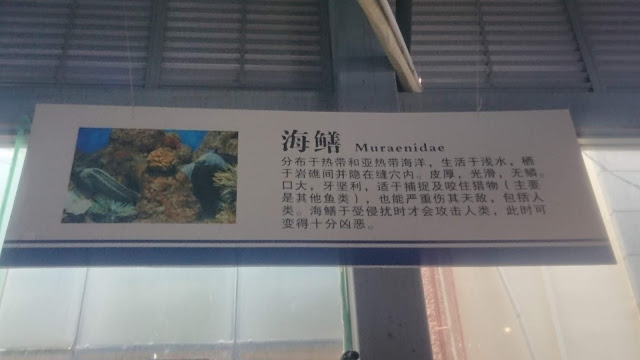 海鳝 Muraenidae
分布于热带和亚热带海洋，生活于浅水，栖
于岩礁间并隐在缝穴内。皮厚，光滑，无鳞。
口大，牙坚利，适于捕捉及咬住猎物（主要
是其他鱼类），也能严重伤其天敌，包括人
类。海鳝于受侵扰时才会攻击人类，此时可
变得十分凶恶。